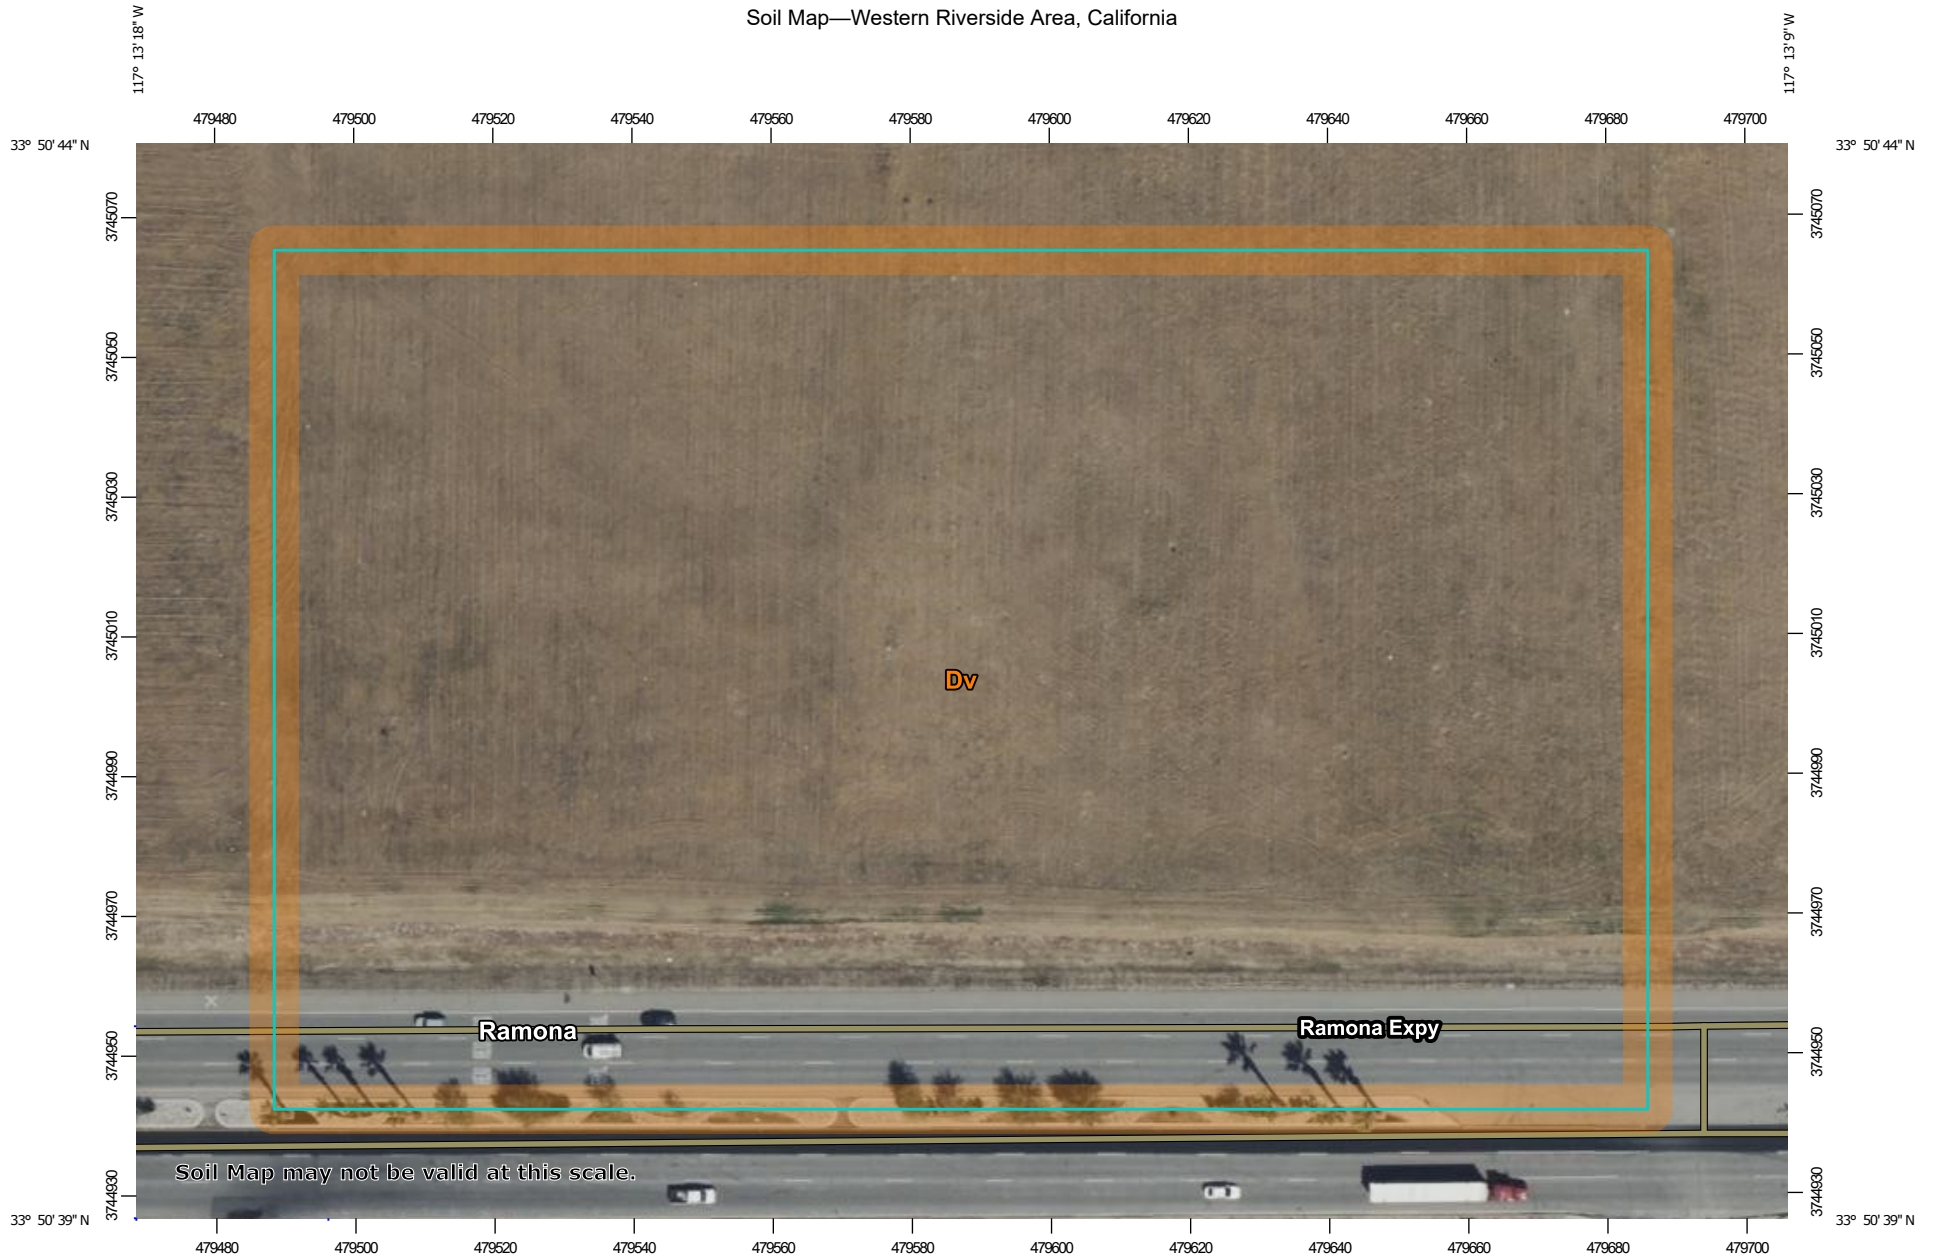 Soil Map—Western Riverside Area, California
117° 13' 18'' W
117° 13' 9'' W
479480 479500 479520 479540 479560 479580 479600 479620 479640 479660 479680 479700
33° 50' 44'' N
33° 50' 44'' N
3745070
3745070
3745050
3745050
3745030
3745030
3745010
3745010
Dv
3744990
3744990
3744970
3744970
Ramona
Ramona Expy
3744950
3744950
Soil Map may not be valid at this scale.
3744930
3744930
33° 50' 39'' N
33° 50' 39'' N
479480 479500 479520 479540 479560 479580 479600 479620 479640 479660 479680 479700